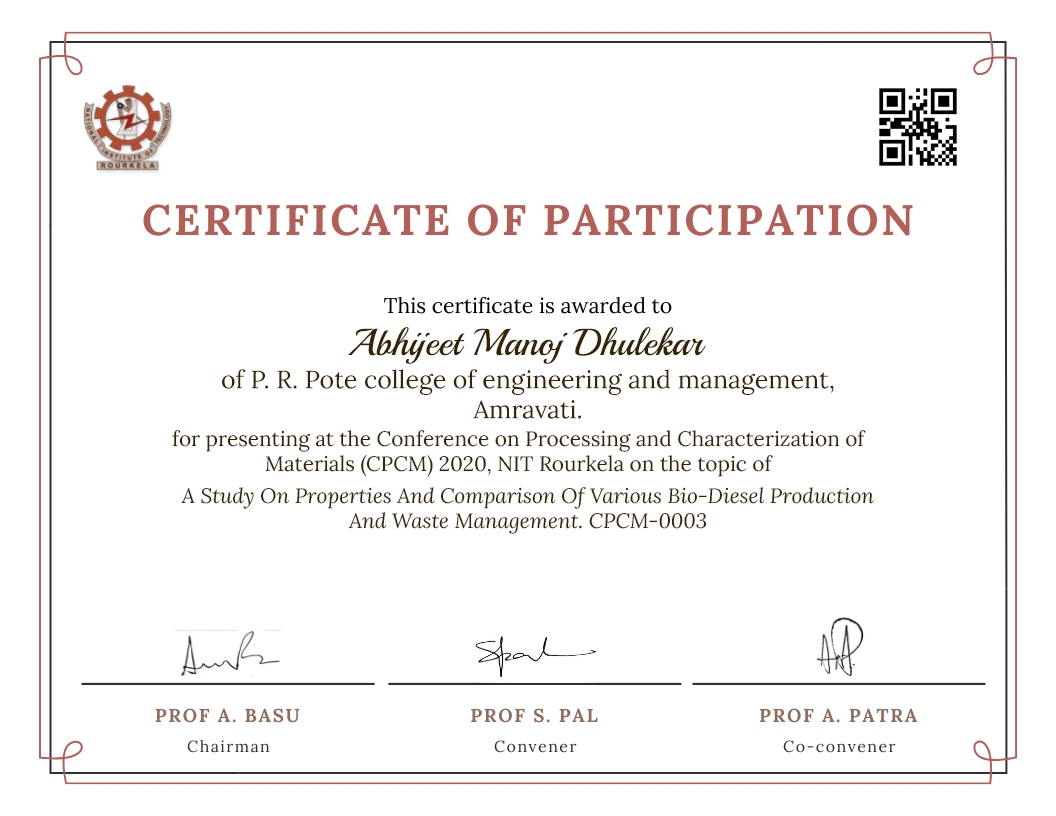 NATIONAL INSTITUTE OF TECHNOLOGY
ROURKELA
CERTIFICATE OF PARTICIPATION
This certificate is awarded to
Abhijeet Manoj Dhulekar
of P. R. Pote college of engineering and management,
Amravati.
for presenting at the Conference on Processing and Characterization of
Materials (CPCM) 2020, NIT Rourkela on the topic of
A Study On Properties And Comparison Of Various Bio-Diesel Production
And Waste Management. CPCM-0003
PROF A. BASU
PROF S. PAL
PROF A. PATRA
Chairman
Convener
Co-convener